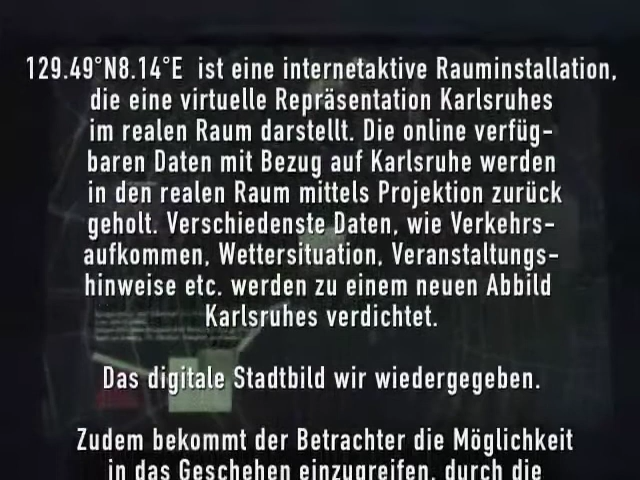 129.49°N8.14°E ist eine internetaktive Rauminstallation,
die eine virtuelle Repräsentation Karlsruhes
im realen Raum darstellt. Die online verfüg-
baren Daten mit Bezug auf Karlsruhe werden
in den realen Raum mittels Projektion zurück
geholt. Verschiedenste Daten, wie Verkehrs-
aufkommen, Wettersituation, Veranstaltungs-
hinweise etc. werden zu einem neuen Abbild
Karlsruhes verdichtet.
Das digitale Stadtbild wir wiedergegeben.
Zudem bekommt der Betrachter die Möglichkeit
in das Geschehen einzugreifen, durch die